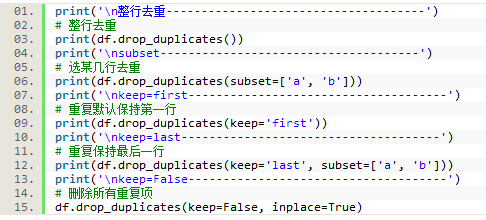 01. print('\n整行去重-------------------------------------')
02. # 整行去重
03. print(df.drop_duplicates())
04. print('\nsubset-------------------------------------')
05. # 选某几行去重
06. print(df.drop_duplicates(subset=['a', 'b']))
07. print('\nkeep=first-------------------------------------')
08. # 重复默认保持第一行
09. print(df.drop_duplicates(keep='first'))
10. print('\nkeep=last-------------------------------------')
11. # 重复保持最后一行
12. print(df.drop_duplicates(keep='last', subset=['a', 'b']))
13. print('\nkeep=False-------------------------------------')
14. # 删除所有重复项
15. df.drop_duplicates(keep=False, inplace=True)